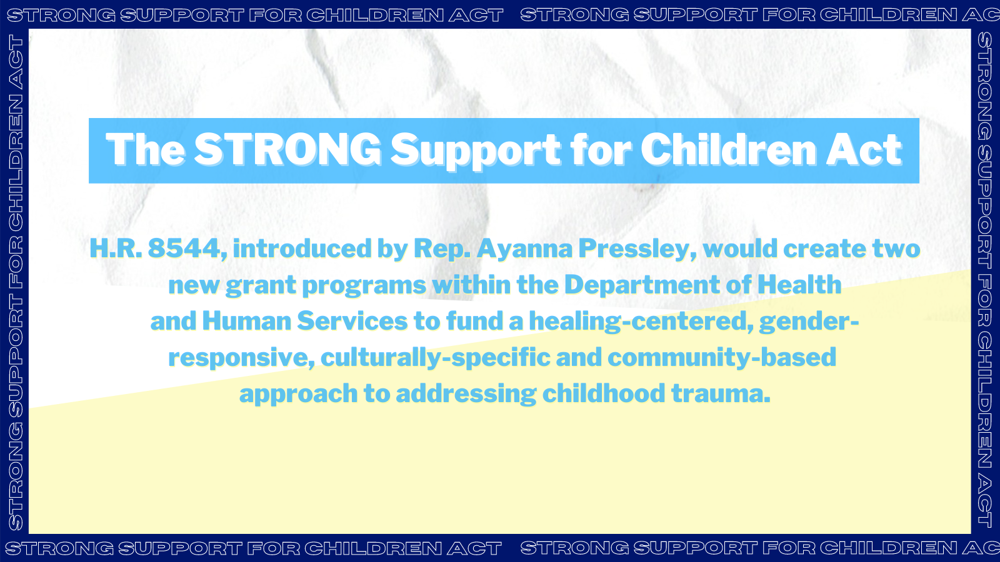 STRONG SUPPORT FOR CHILDREN ACT STRONG SUPPORT FOR CHILDREN AC
STRONG SUPPORT FOR CHILDREN ACT
The STRONG Support for Children Act
H.R. 8544, introduced by Rep. Ayanna Pressley, would create two
new grant programs within the Department of Health
and Human Services to fund a healing-centered, gender-
responsive, culturally-specific and community-based
approach to addressing childhood trauma.
STRONG SUPPORT FOR CHILDREN ACT
STRONG SUPPORT FOR CHILDREN ACT STRONG SUPPORT FOR CHILDREN AC